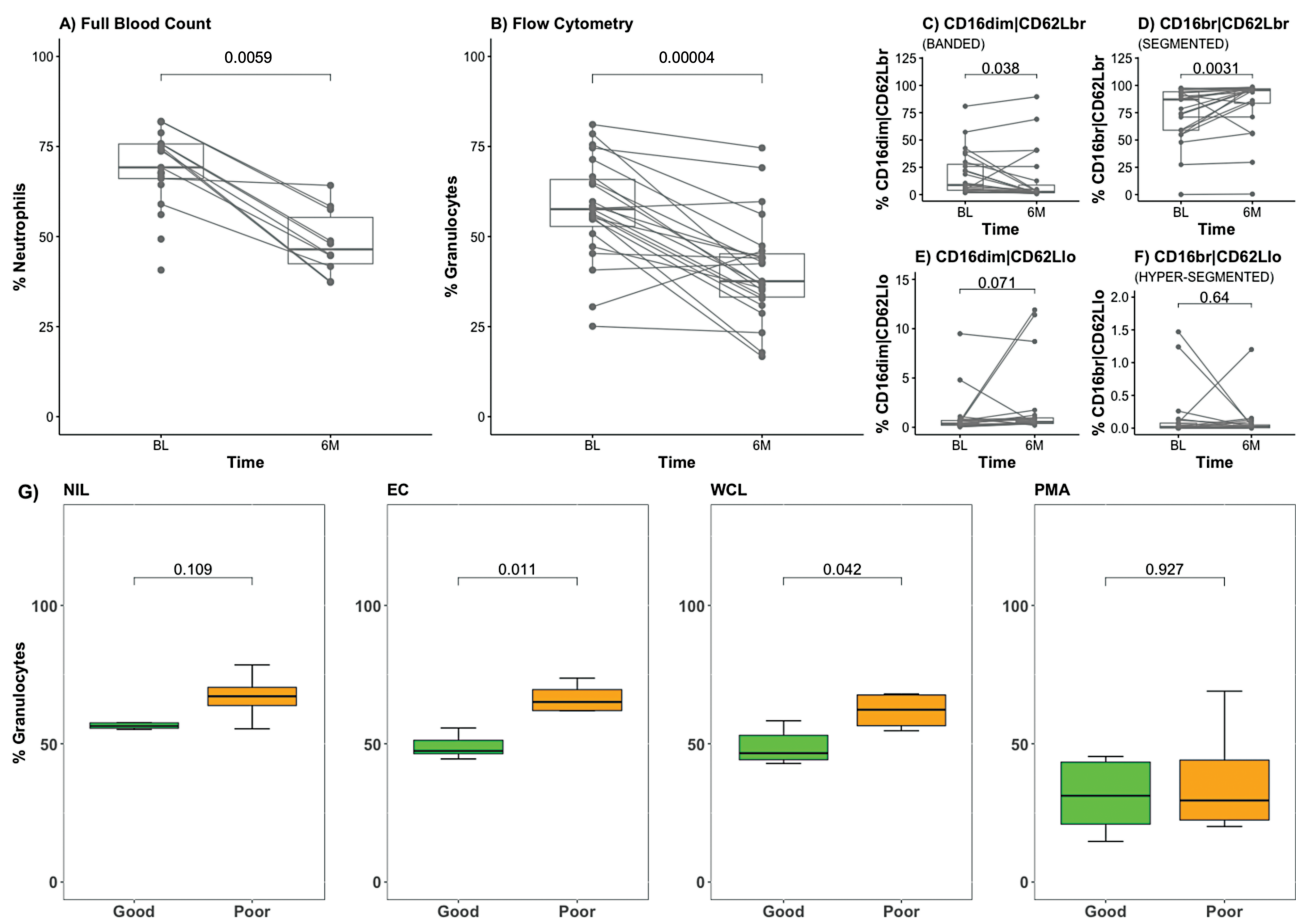 A) Full Blood Count
% Neutrophils
100
75
50
25
0
0.0059
BL
6M
Time
B) Flow Cytometry
% Granulocytes
100
75
50
25
0
0.00004
BL
6M
Time
C) CD16dim|CD62Lbr
(BANDED)
% CD16dim|CD62Lbr
125
100
75
50
25
0
0.038
BL
6M
Time
D) CD16br|CD62Lbr
(SEGMENTED)
% CD16br|CD62Lbr
125
100
75
50
25
0
0.0031
BL
6M
Time
E) CD16dim|CD62Llo
% CD16dim|CD62Llo
15
10
5
0
0.071
BL
6M
Time
F) CD16br|CD62Llo
(HYPER-SEGMENTED)
% CD16br|CD62Llo
2.0
1.5
1.0
0.5
0.0
0.64
BL
6M
Time
G)
% Granulocytes
NIL
100
50
0
0.109
Good
Poor
EC
100
50
0
0.011
Good
Poor
WCL
100
50
0
0.042
Good
Poor
PMA
100
50
0
0.927
Good
Poor